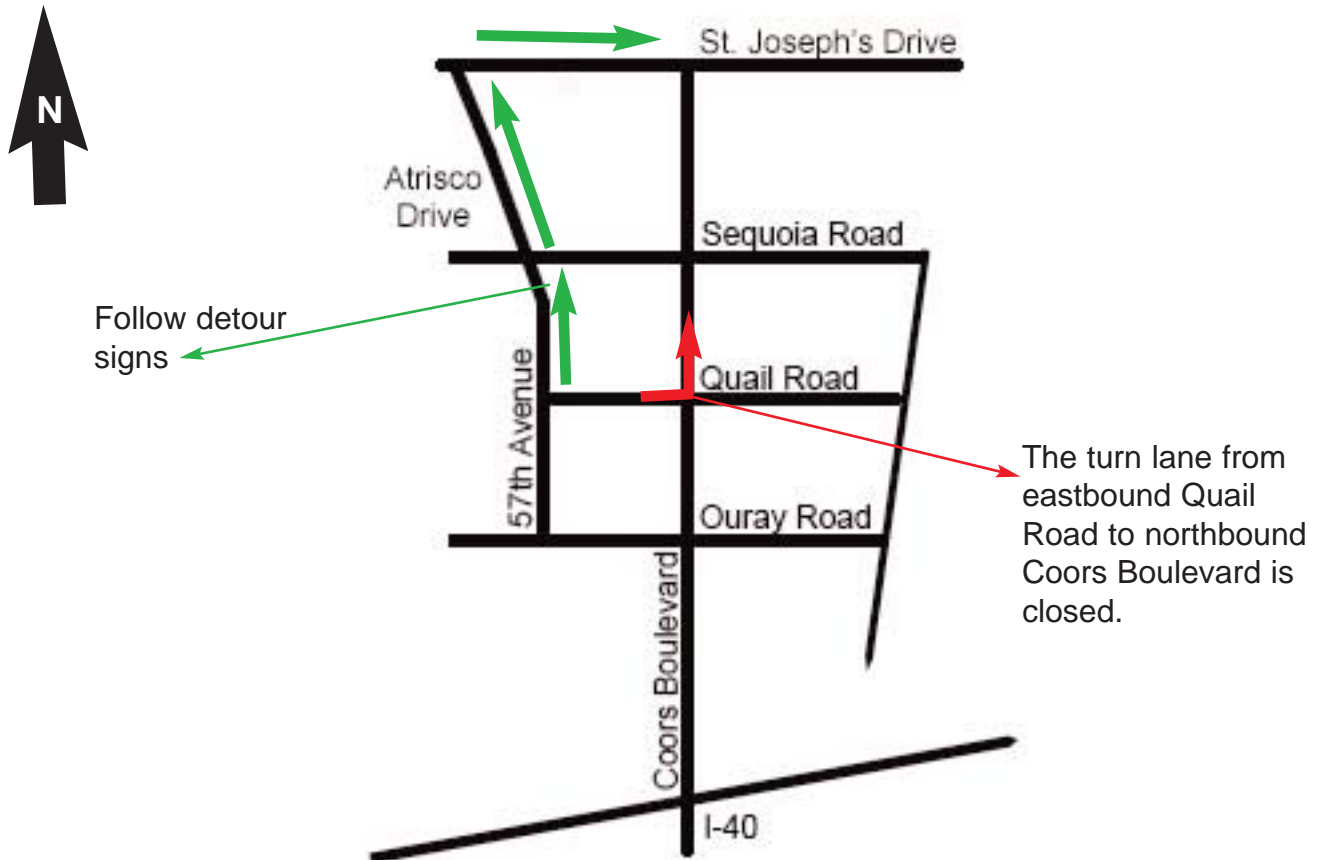 N
St. Joseph's Drive
Atrisco
Drive
Sequoia Road
Follow detour
signs
57th Avenue
Quail Road
The turn lane from
eastbound Quail
Road to northbound
Coors Boulevard is
closed.
Ouray Road
Coors Boulevard
I-40